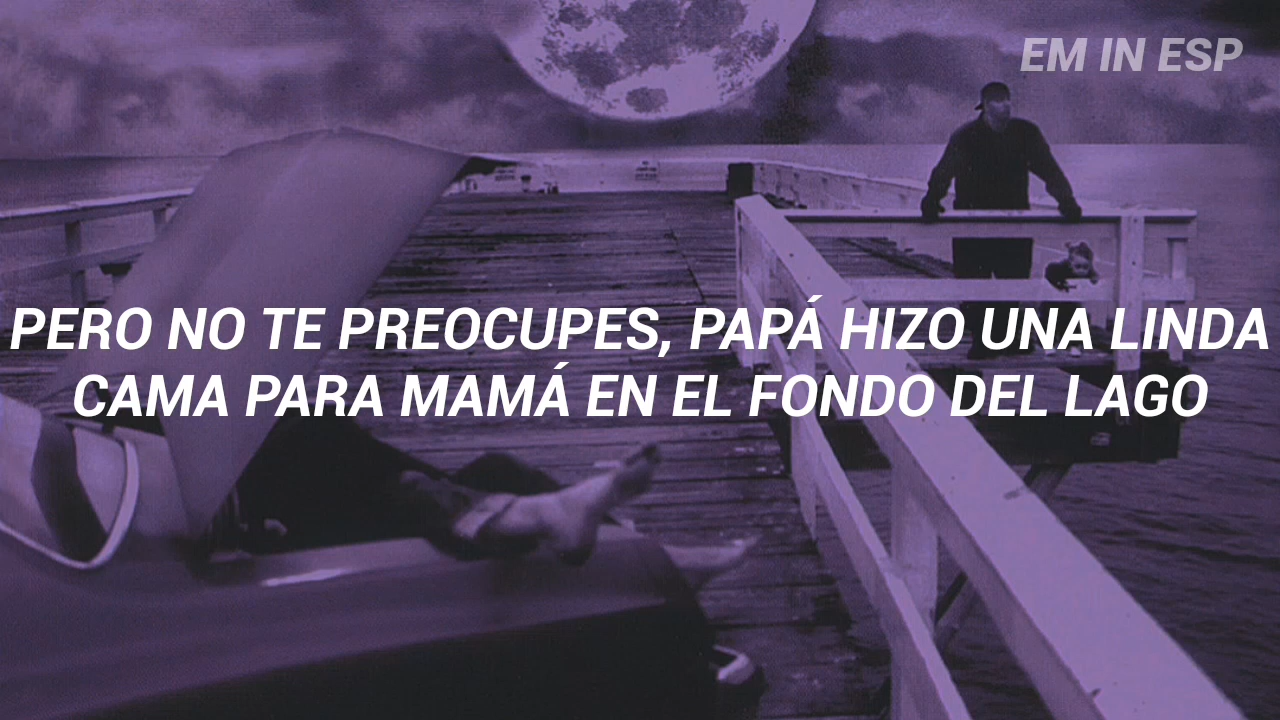 EM IN ESP
PERO NO TE PREOCUPES, PAPÁ HIZO UNA LINDA
CAMA PARA MAMÁ EN EL FONDO DEL LAGO